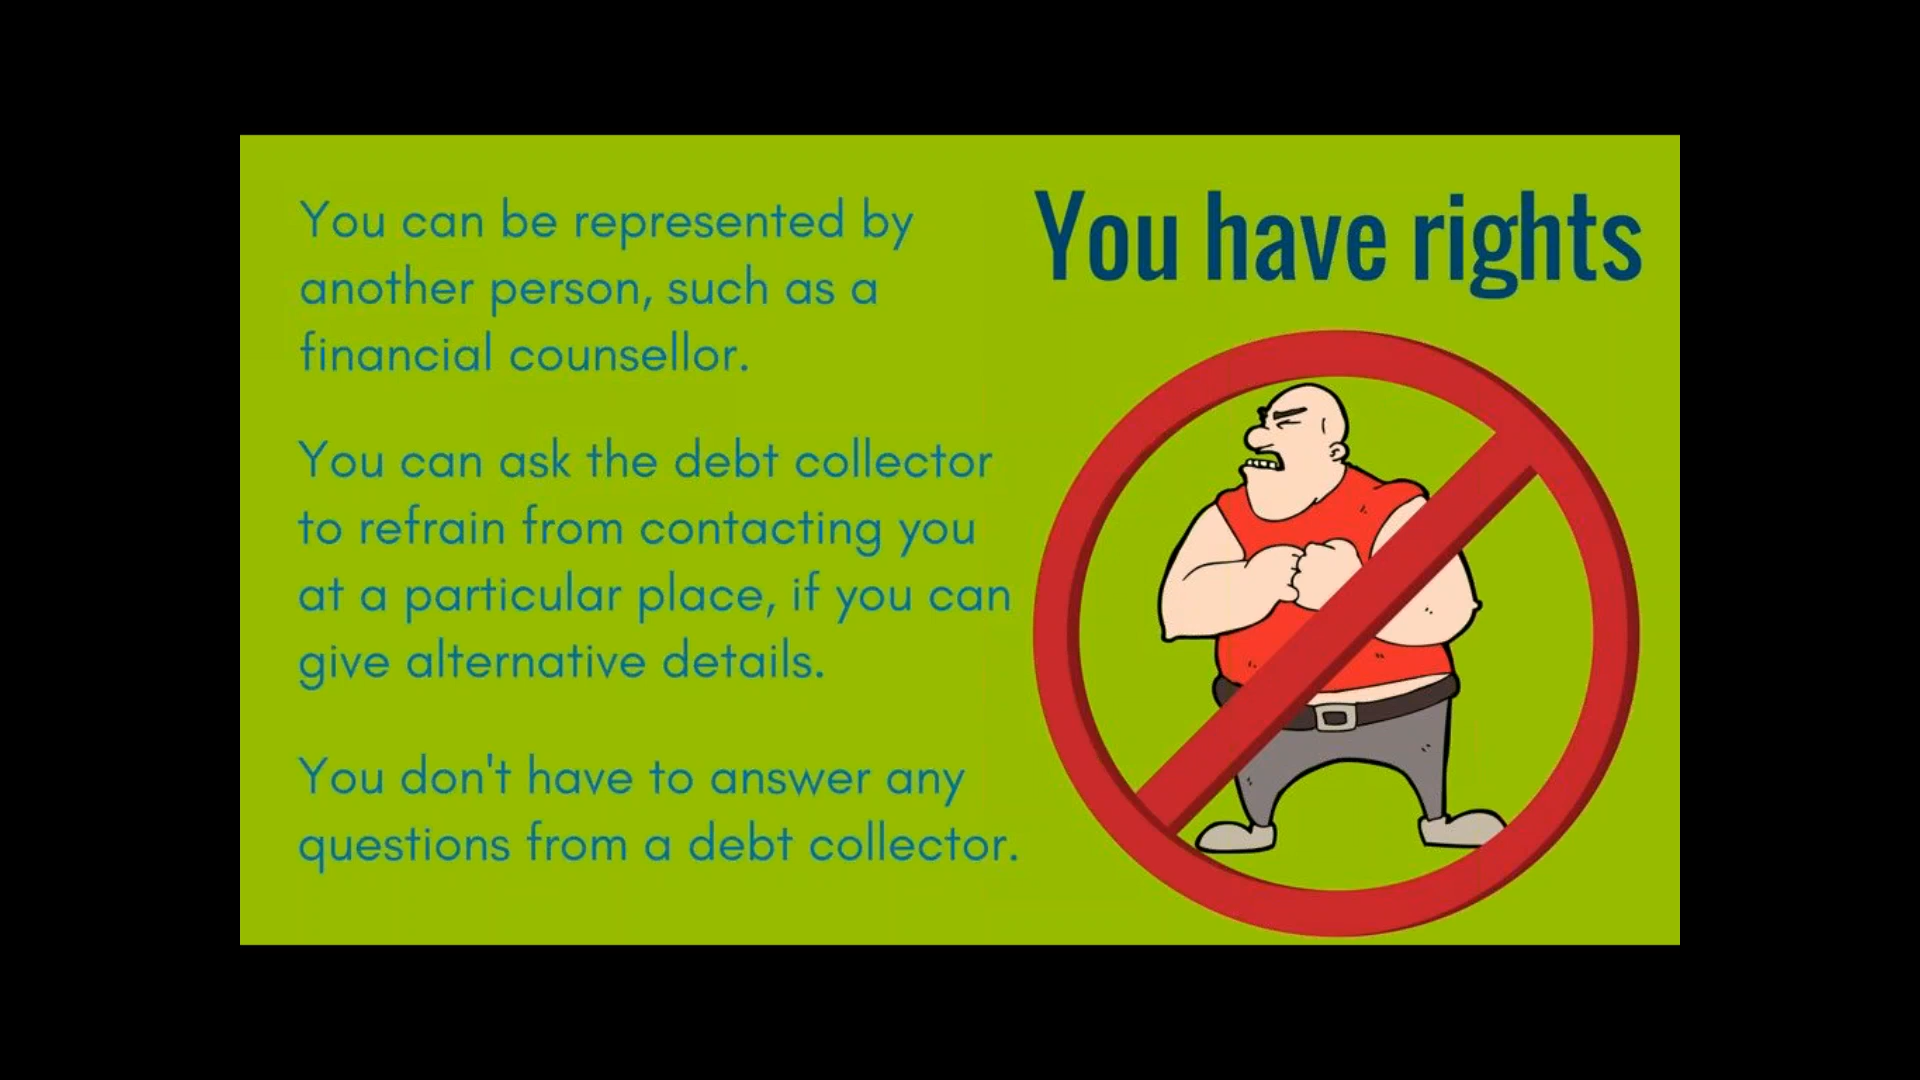 You have rights
You can be represented by
another person, such as a
financial counsellor.
You can ask the debt collector
to refrain from contacting you
at a particular place, if you can
give alternative details.
You don't have to answer any
questions from a debt collector.